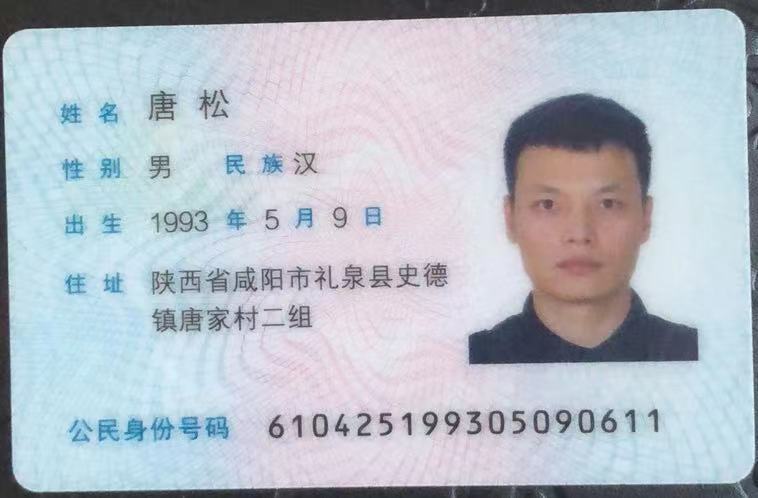 姓名 唐松
性别 男 民族 汉
出生 1993 年 5 月 9 日
住址 陕西省咸阳市礼泉县史德
镇唐家村二组
公民身份号码 610425199305090611